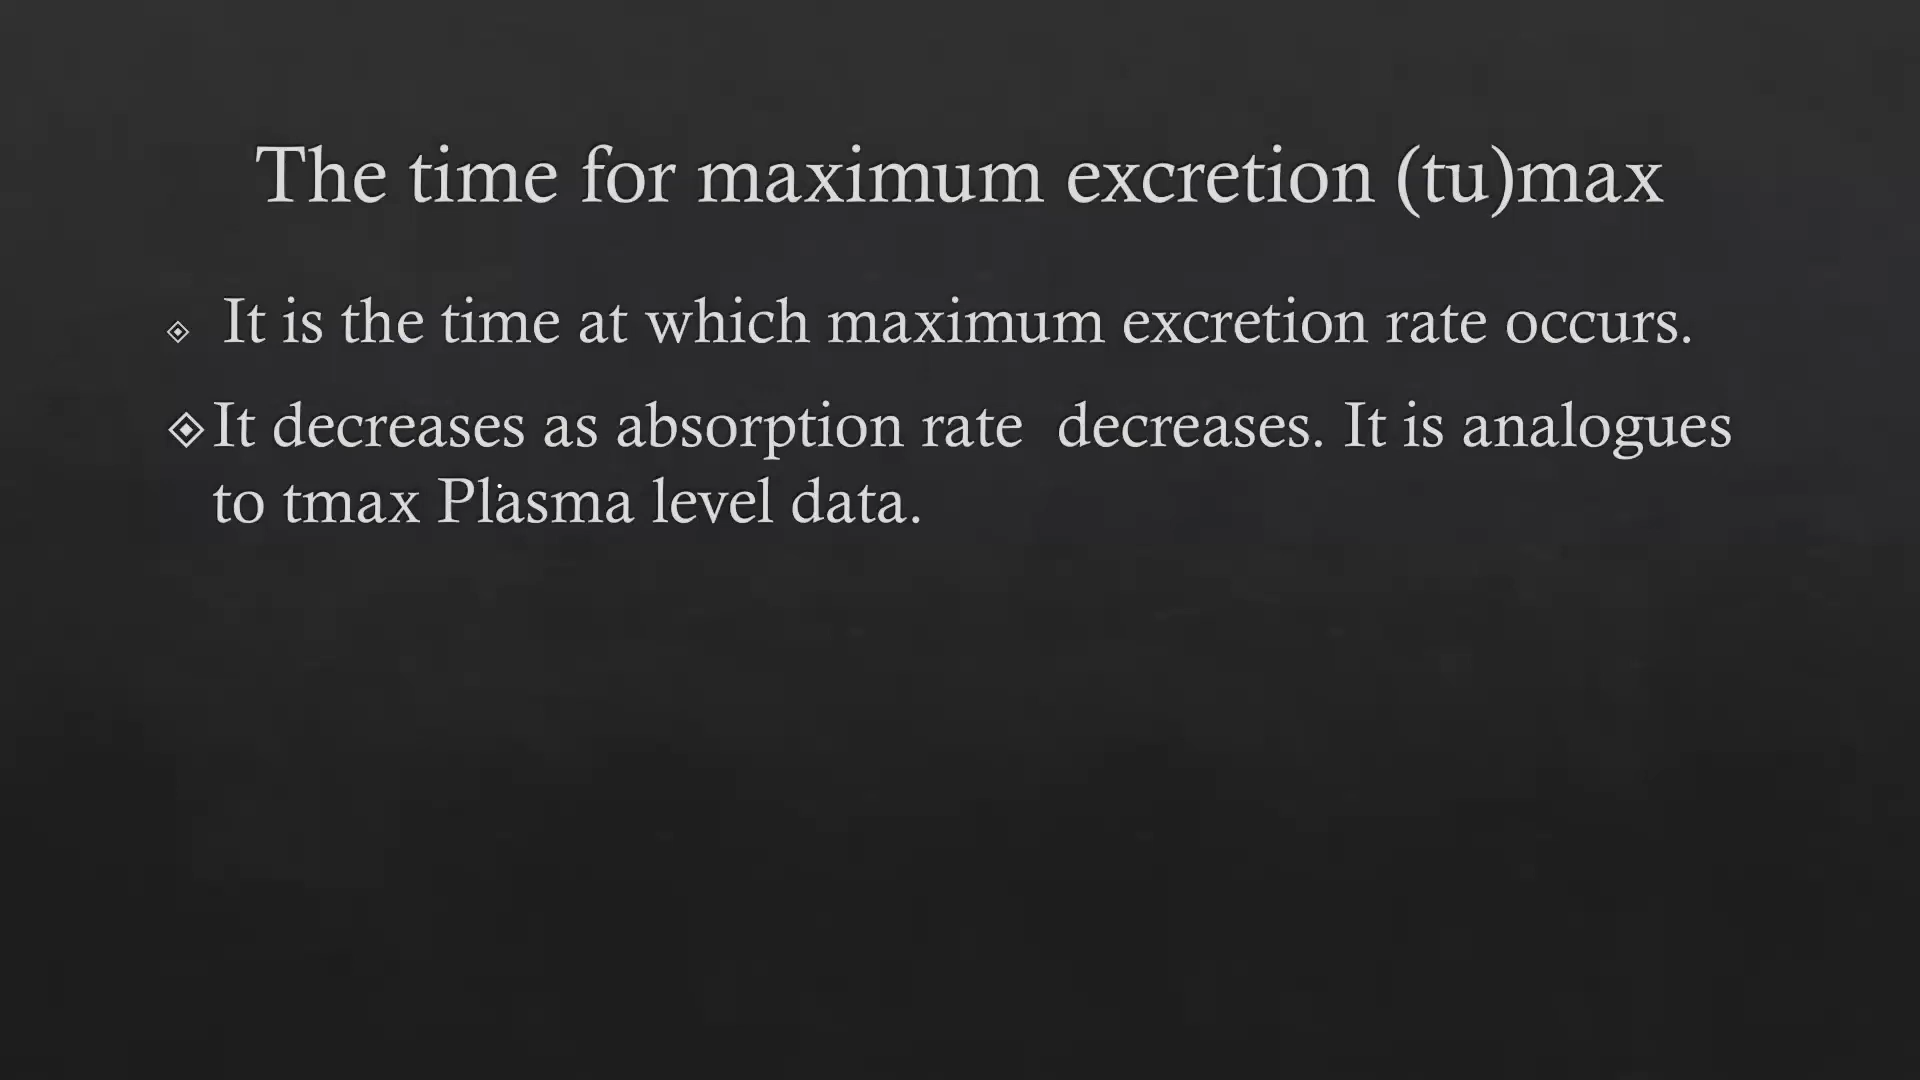 The time for maximum excretion (tu)max
It is the time at which maximum excretion rate occurs.
It decreases as absorption rate  decreases. It is analogues
to tmax Plasma level data.